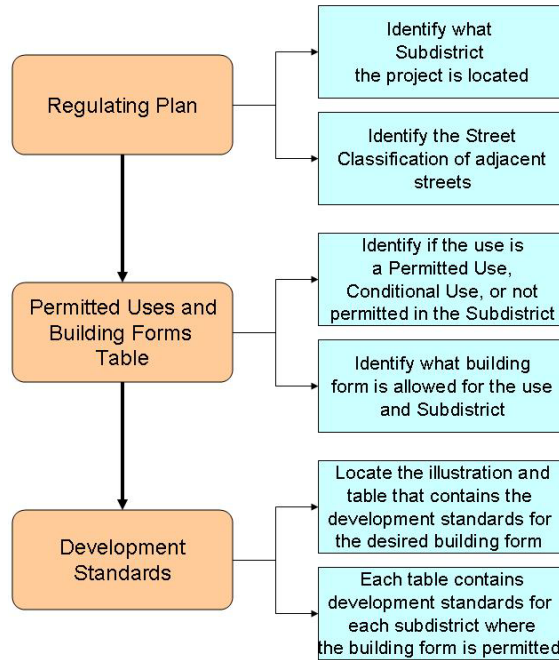 Regulating Plan
Identify what
Subdistrict
the project is located
Identify the Street
Classification of adjacent
streets
Permitted Uses and
Building Forms
Table
Identify if the use is
a Permitted Use,
Conditional Use, or not
permitted in the Subdistrict
Identify what building
form is allowed for the use
and Subdistrict
Development
Standards
Locate the illustration and
table that contains the
development standards for
the desired building form
Each table contains
development standards for
each subdistrict where
the building form is permitted